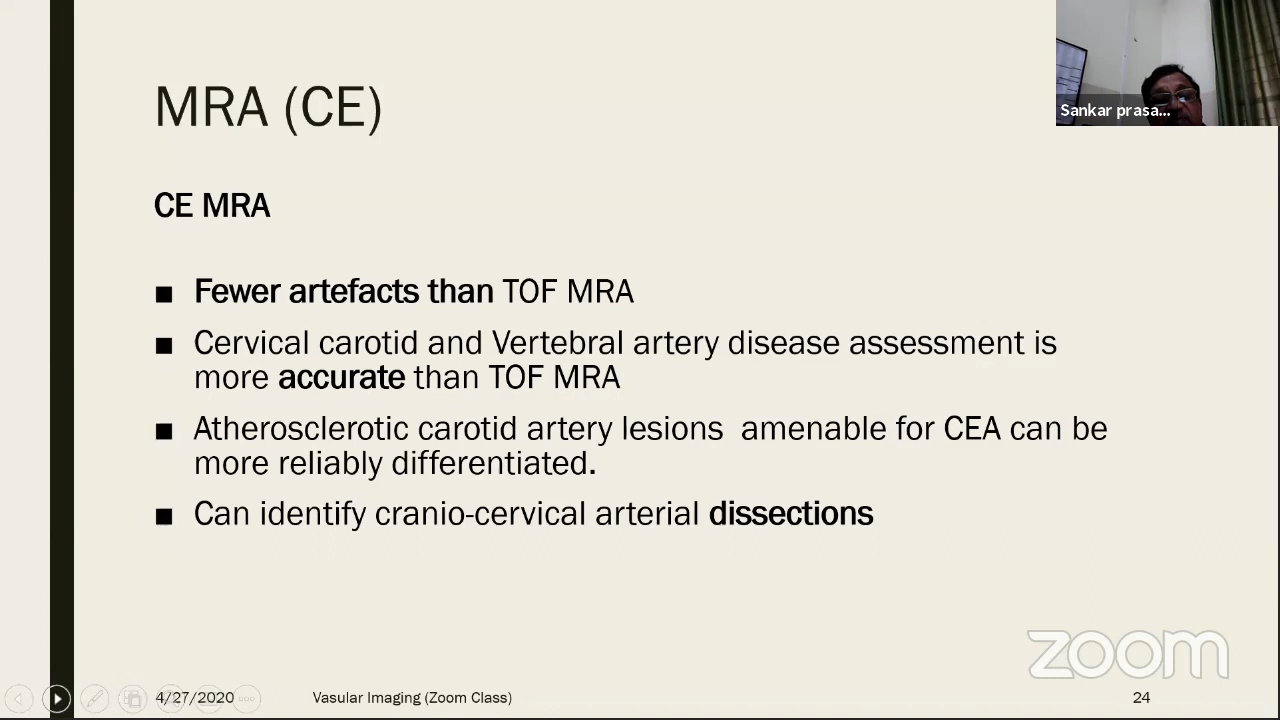 MRA (CE)
Sankar prasa...
CE MRA
■ Fewer artefacts than TOF MRA
■ Cervical carotid and Vertebral artery disease assessment is
more accurate than TOF MRA
■ Atherosclerotic carotid artery lesions  amenable for CEA can be
more reliably differentiated.
■ Can identify cranio-cervical arterial dissections
zoom
4/27/2020
Vasular Imaging (Zoom Class)
24